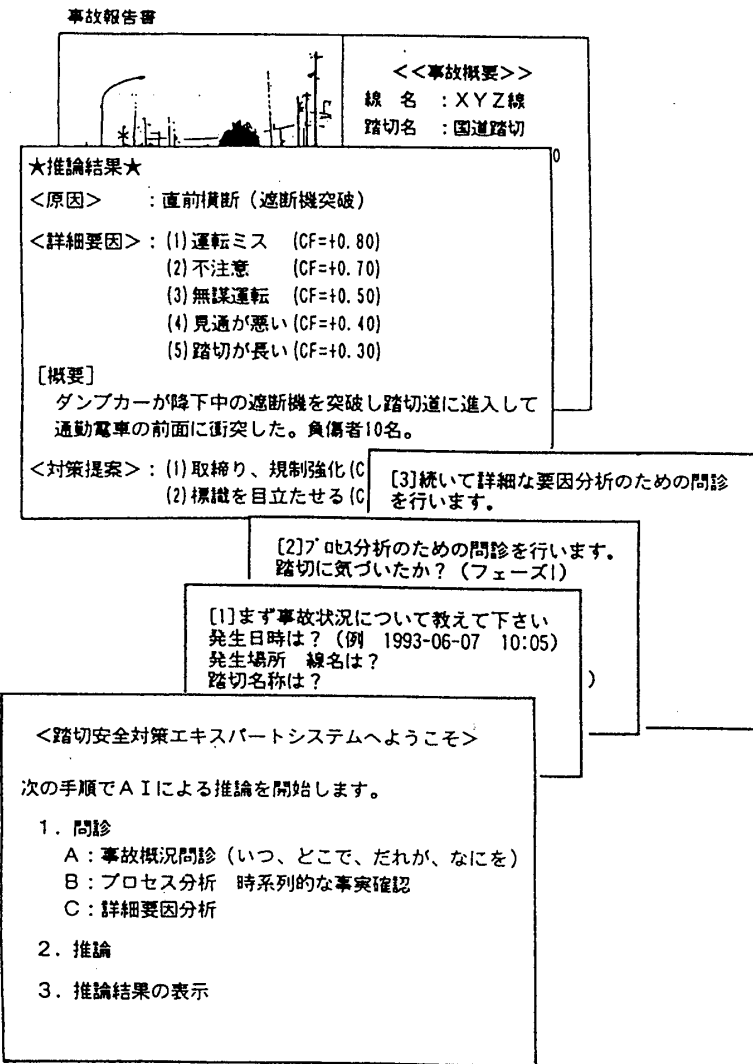 事故報告書
<<事故概要>>
線 名 :XYZ線
踏切名 :国道踏切
0
★推論結果★
<原因> :直前横断(遮断機突破)
<詳細要因>:(1)運転ミス (CF=+0.80)
(2)不注意 (CF=+0.70)
(3)無謀運転 (CF=+0.50)
(4)見通が悪い(CF=+0.40)
(5)踏切が長い(CF=+0.30)
[概要]
ダンプカーが降下中の遮断機を突破し踏切道に進入して
通勤電車の前面に衝突した。負傷者10名。
<対策提案>:(1)取締り、規制強化(C
(2)標識を目立たせる(C
[3]続いて詳細な要因分析のための問診
を行います。
[2]プロセス分析のための問診を行います。
踏切に気づいたか?(フェーズⅠ)
)
[1]まず事故状況について教えて下さい
発生日時は?(例 1993-06-07 10:05)
発生場所 線名は?
踏切名称は?
<踏切安全対策エキスパートシステムへようこそ>
次の手順でAIによる推論を開始します。
1.問診
A:事故概況問診(いつ、どこで、だれが、なにを)
B:プロセス分析 時系列的な事実確認
C:詳細要因分析
2.推論
3.推論結果の表示